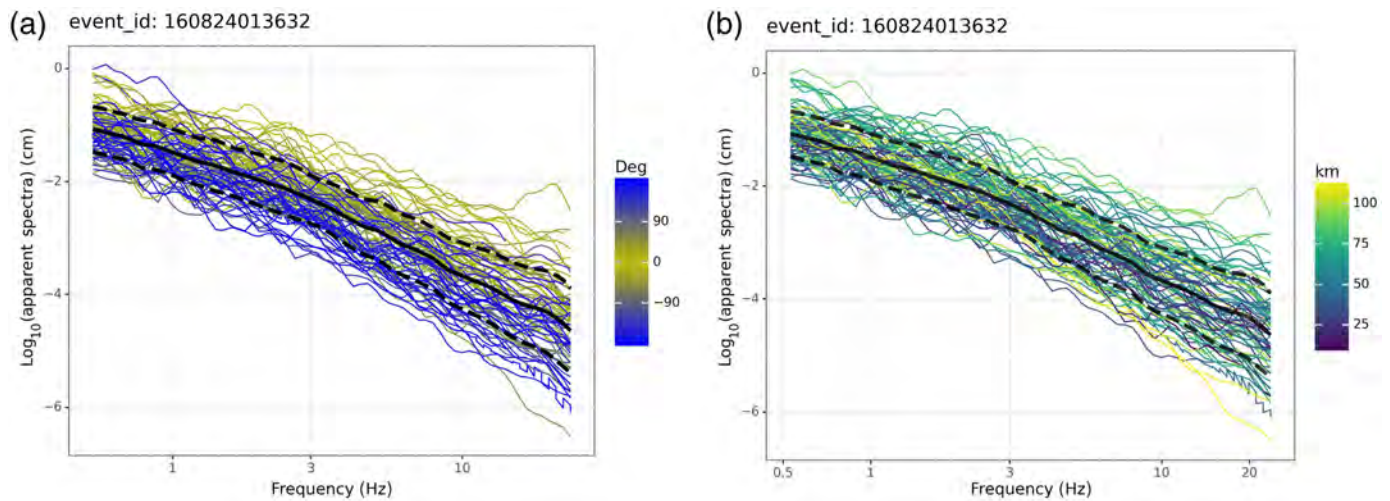 (a) event_id: 160824013632
Log10(apparent spectra) (cm)
0
−2
−4
−6
1 3 10
Frequency (Hz)
Deg
90
0
−90
(b) event_id: 160824013632
Log10(apparent spectra) (cm)
0
−2
−4
−6
0.5 1 3 10 20
Frequency (Hz)
km
100
75
50
25